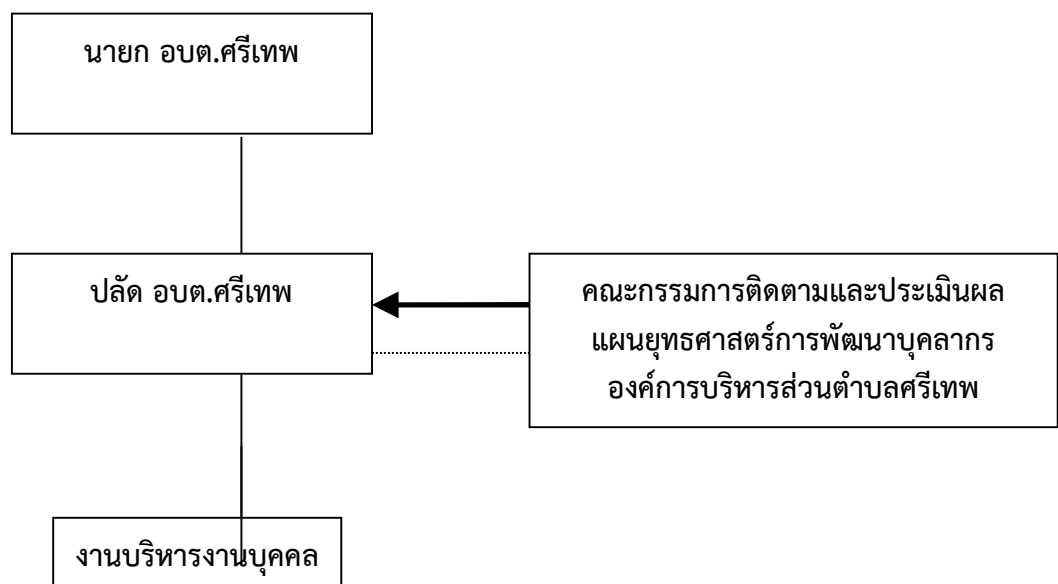 นายก อบต.ศรีเทพ
ปลัด อบต.ศรีเทพ
คณะกรรมการติดตามและประเมินผล
แผนยุทธศาสตร์การพัฒนาบุคลากร
องค์การบริหารส่วนตำบลศรีเทพ
งานบริหารงานบุคคล